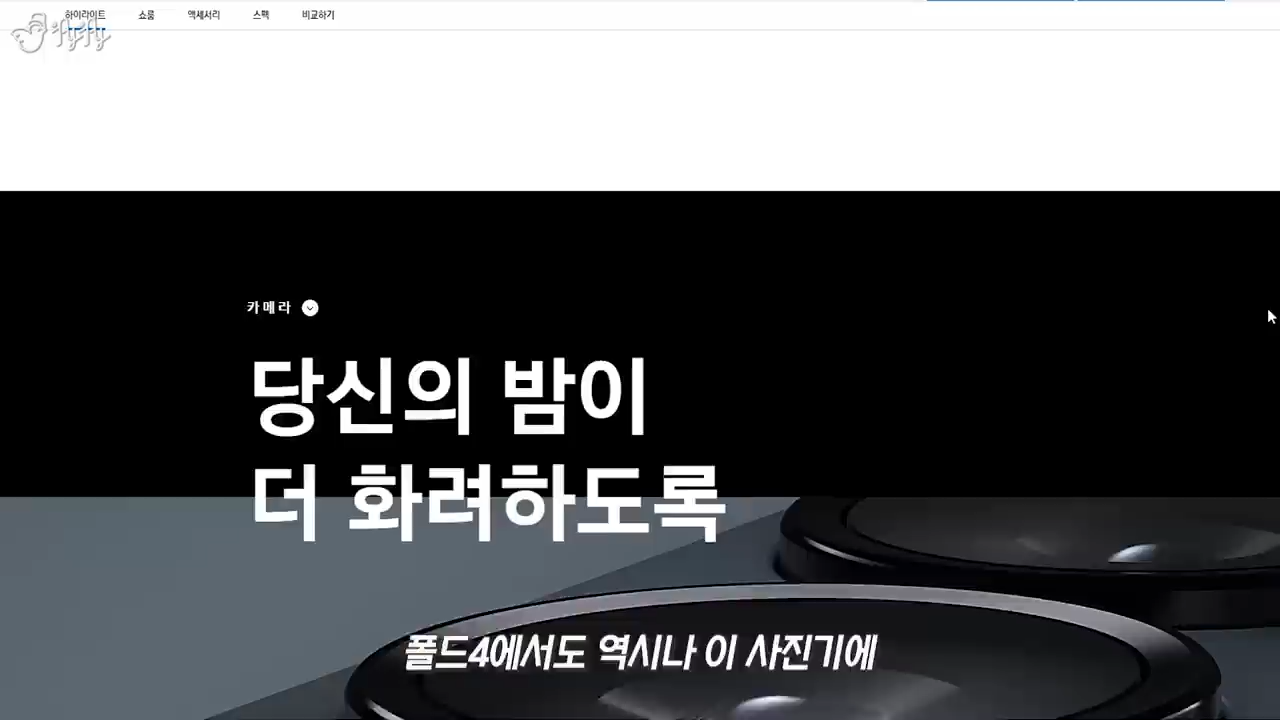 하이라이트 쇼룸 액세서리 스펙 비교하기
카메라
당신의 밤이
더 화려하도록
폴드4에서도 역시나 이 사진기에